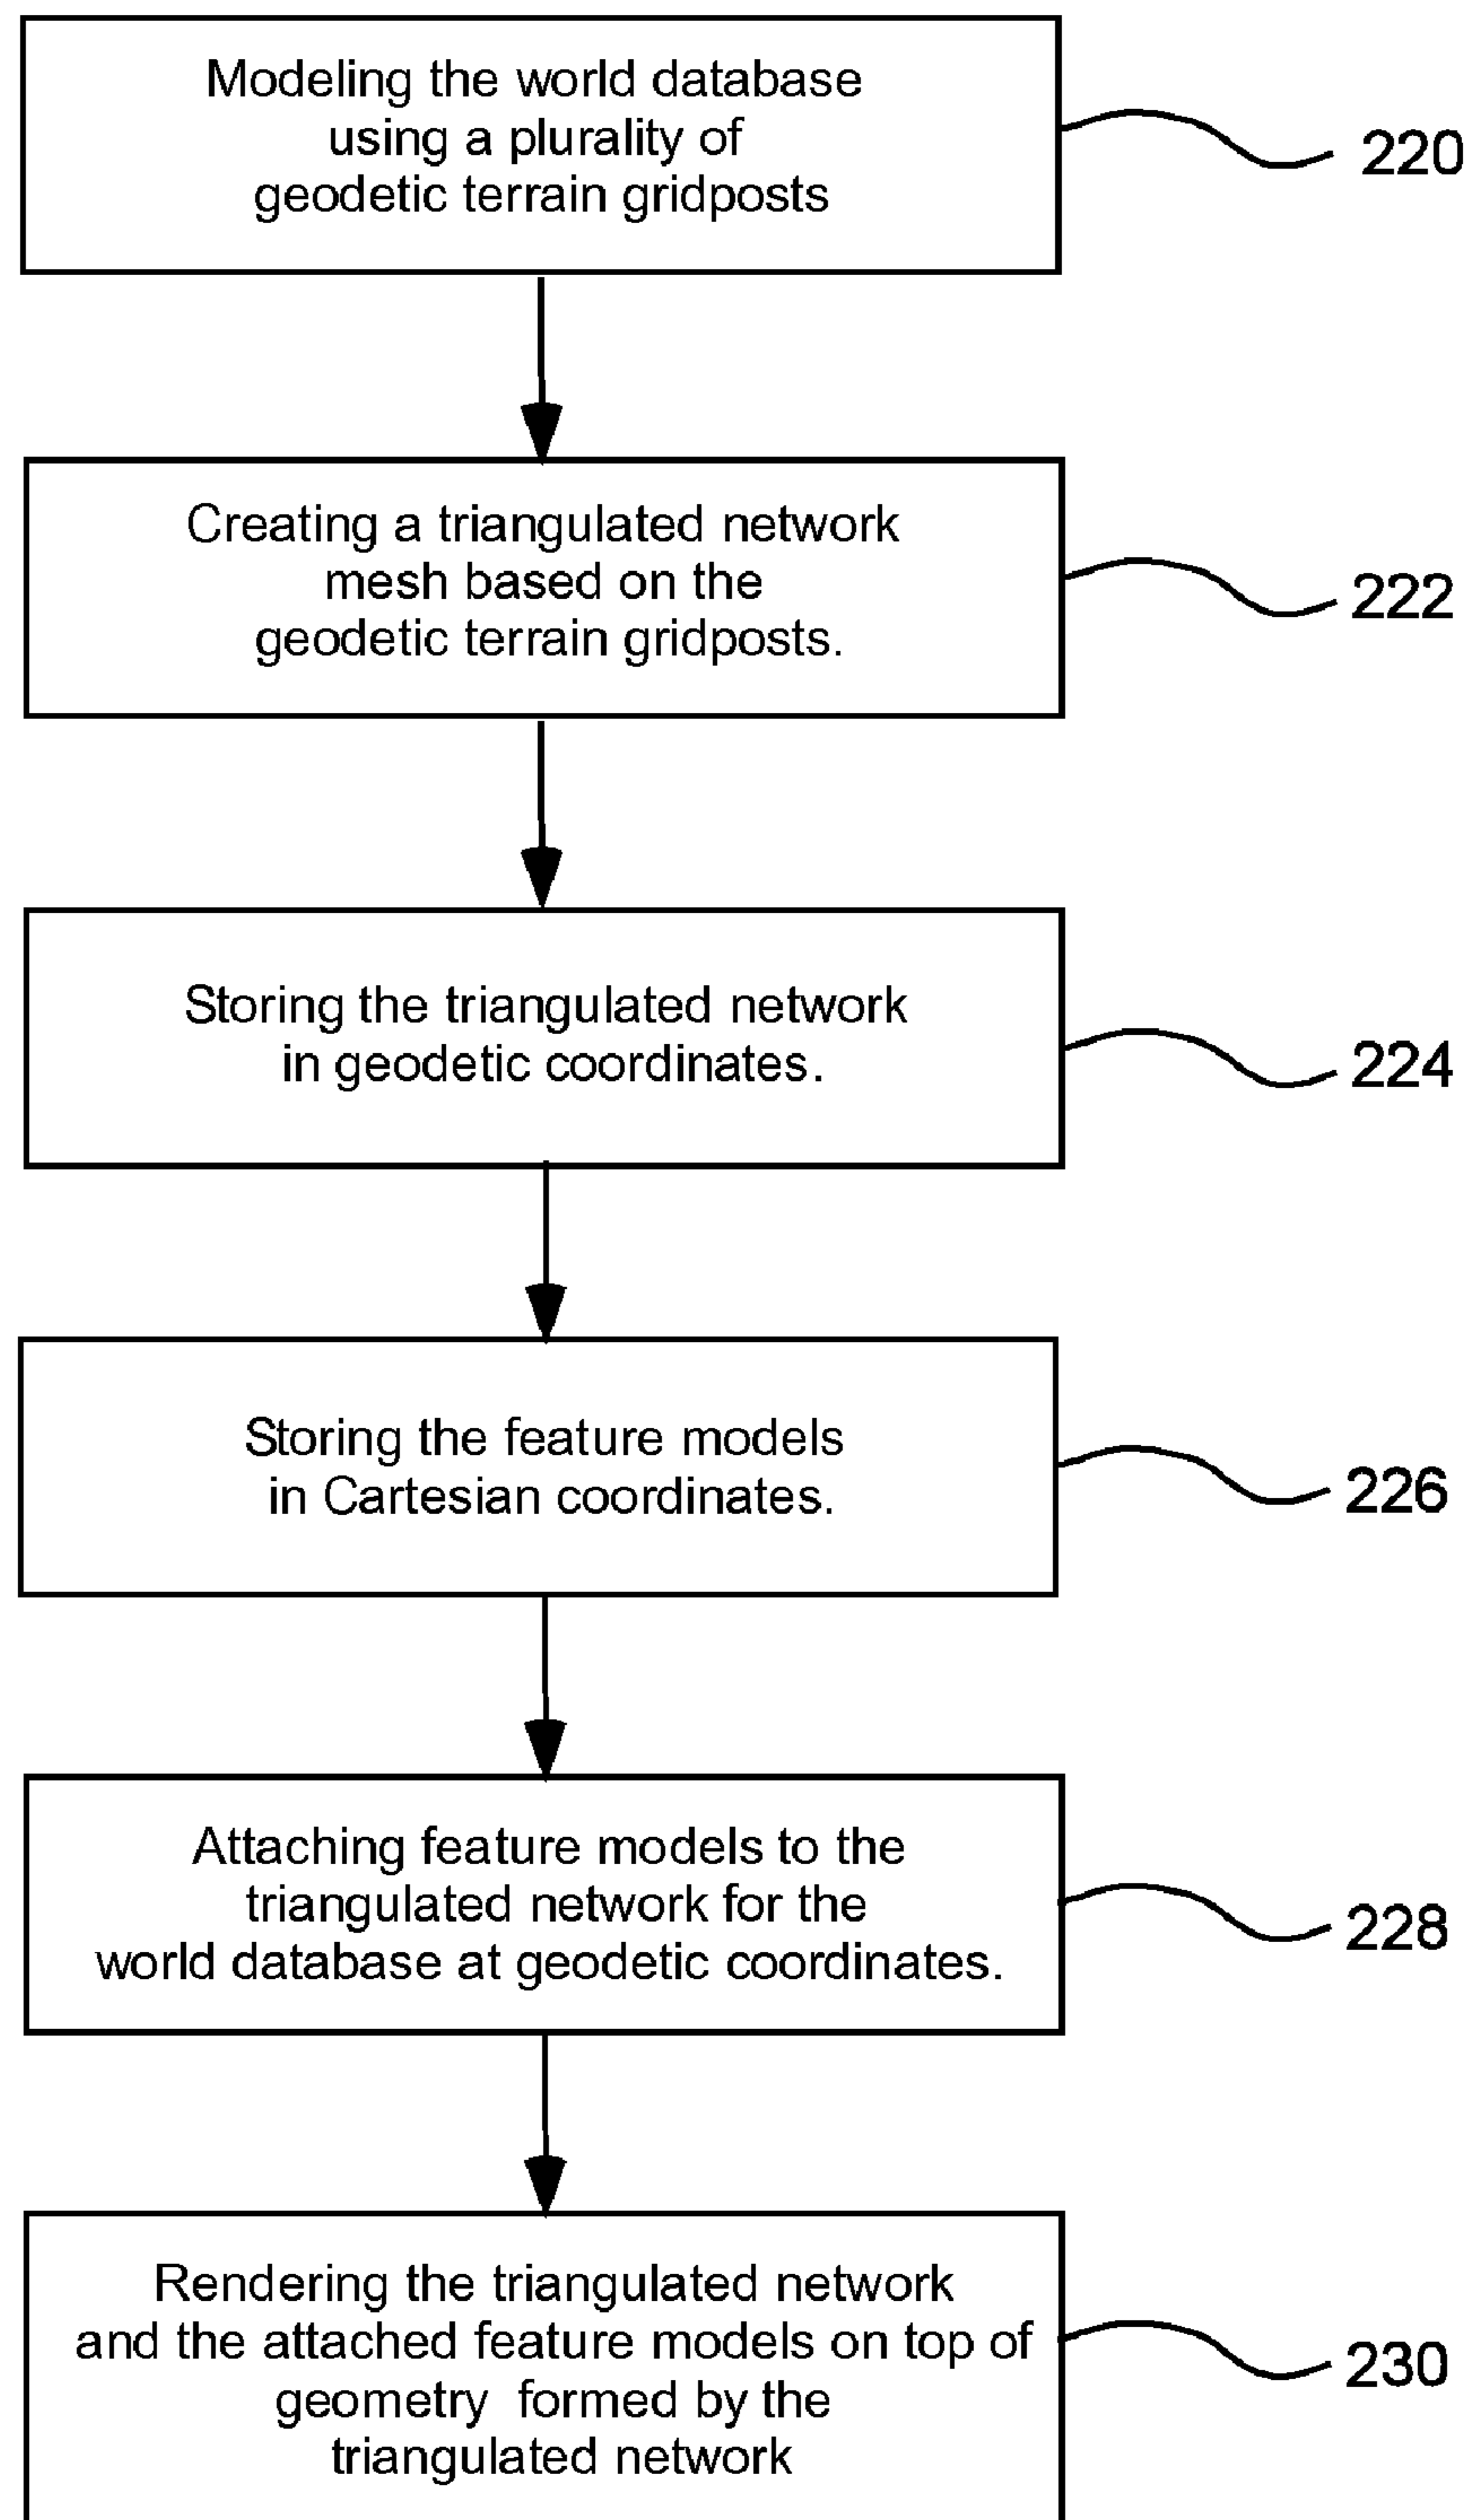 Modeling the world database
using a plurality of
geodetic terrain gridposts
220
Creating a triangulated network
mesh based on the
geodetic terrain gridposts.
222
Storing the triangulated network
in geodetic coordinates.
224
Storing the feature models
in Cartesian coordinates.
226
Attaching feature models to the
triangulated network for the
world database at geodetic coordinates.
228
Rendering the triangulated network
and the attached feature models on top of
geometry formed by the
triangulated network
230